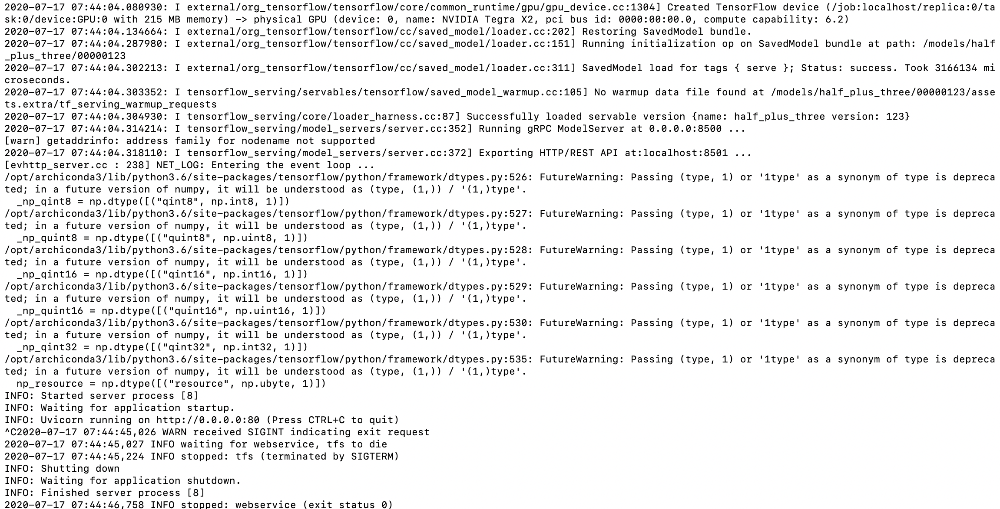 2020-07-17 07:44:04.080930: I external/org_tensorflow/tensorflow/core/common_runtime/gpu/gpu_device.cc:1304] Created TensorFlow device (/job:localhost/replica:0/ta
sk:0/device:GPU:0 with 215 MB memory) -> physical GPU (device: 0, name: NVIDIA Tegra X2, pci bus id: 0000:00:00.0, compute capability: 6.2)
2020-07-17 07:44:04.134664: I external/org_tensorflow/tensorflow/cc/saved_model/loader.cc:202] Restoring SavedModel bundle.
2020-07-17 07:44:04.287980: I external/org_tensorflow/tensorflow/cc/saved_model/loader.cc:151] Running initialization op on SavedModel bundle at path: /models/half
_plus_three/00000123
2020-07-17 07:44:04.302213: I external/org_tensorflow/tensorflow/cc/saved_model/loader.cc:311] SavedModel load for tags { serve }; Status: success. Took 3166134 mi
croseconds.
2020-07-17 07:44:04.303352: I tensorflow_serving/servables/tensorflow/saved_model_warmup.cc:105] No warmup data file found at /models/half_plus_three/00000123/asse
ts.extra/tf_serving_warmup_requests
2020-07-17 07:44:04.304930: I tensorflow_serving/core/loader_harness.cc:87] Successfully loaded servable version {name: half_plus_three version: 123}
2020-07-17 07:44:04.314214: I tensorflow_serving/model_servers/server.cc:352] Running gRPC ModelServer at 0.0.0.0:8500 ...
[warn] getaddrinfo: address family for nodename not supported
2020-07-17 07:44:04.318110: I tensorflow_serving/model_servers/server.cc:372] Exporting HTTP/REST API at:localhost:8501 ...
[evhttp_server.cc : 238] NET_LOG: Entering the event loop ...
/opt/archiconda3/lib/python3.6/site-packages/tensorflow/python/framework/dtypes.py:526: FutureWarning: Passing (type, 1) or '1type' as a synonym of type is depreca
ted; in a future version of numpy, it will be understood as (type, (1,)) / '(1,)type'.
  _np_qint8 = np.dtype([("qint8", np.int8, 1)])
/opt/archiconda3/lib/python3.6/site-packages/tensorflow/python/framework/dtypes.py:527: FutureWarning: Passing (type, 1) or '1type' as a synonym of type is depreca
ted; in a future version of numpy, it will be understood as (type, (1,)) / '(1,)type'.
  _np_quint8 = np.dtype([("quint8", np.uint8, 1)])
/opt/archiconda3/lib/python3.6/site-packages/tensorflow/python/framework/dtypes.py:528: FutureWarning: Passing (type, 1) or '1type' as a synonym of type is depreca
ted; in a future version of numpy, it will be understood as (type, (1,)) / '(1,)type'.
  _np_qint16 = np.dtype([("qint16", np.int16, 1)])
/opt/archiconda3/lib/python3.6/site-packages/tensorflow/python/framework/dtypes.py:529: FutureWarning: Passing (type, 1) or '1type' as a synonym of type is depreca
ted; in a future version of numpy, it will be understood as (type, (1,)) / '(1,)type'.
  _np_quint16 = np.dtype([("quint16", np.uint16, 1)])
/opt/archiconda3/lib/python3.6/site-packages/tensorflow/python/framework/dtypes.py:530: FutureWarning: Passing (type, 1) or '1type' as a synonym of type is depreca
ted; in a future version of numpy, it will be understood as (type, (1,)) / '(1,)type'.
  _np_qint32 = np.dtype([("qint32", np.int32, 1)])
/opt/archiconda3/lib/python3.6/site-packages/tensorflow/python/framework/dtypes.py:535: FutureWarning: Passing (type, 1) or '1type' as a synonym of type is depreca
ted; in a future version of numpy, it will be understood as (type, (1,)) / '(1,)type'.
  np_resource = np.dtype([("resource", np.ubyte, 1)])
INFO: Started server process [8]
INFO: Waiting for application startup.
INFO: Uvicorn running on http://0.0.0.0:80 (Press CTRL+C to quit)
^C2020-07-17 07:44:45,026 WARN received SIGINT indicating exit request
2020-07-17 07:44:45,027 INFO waiting for webservice, tfs to die
2020-07-17 07:44:45,224 INFO stopped: tfs (terminated by SIGTERM)
INFO: Shutting down
INFO: Waiting for application shutdown.
INFO: Finished server process [8]
2020-07-17 07:44:46,758 INFO stopped: webservice (exit status 0)